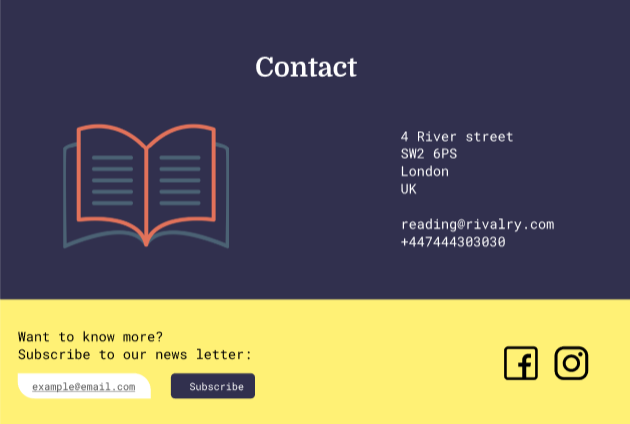 Contact
4 River street
SW2 6PS
London
UK
reading@rivalry.com
+447444303030
Want to know more?
Subscribe to our news letter:
example@email.com
Subscribe